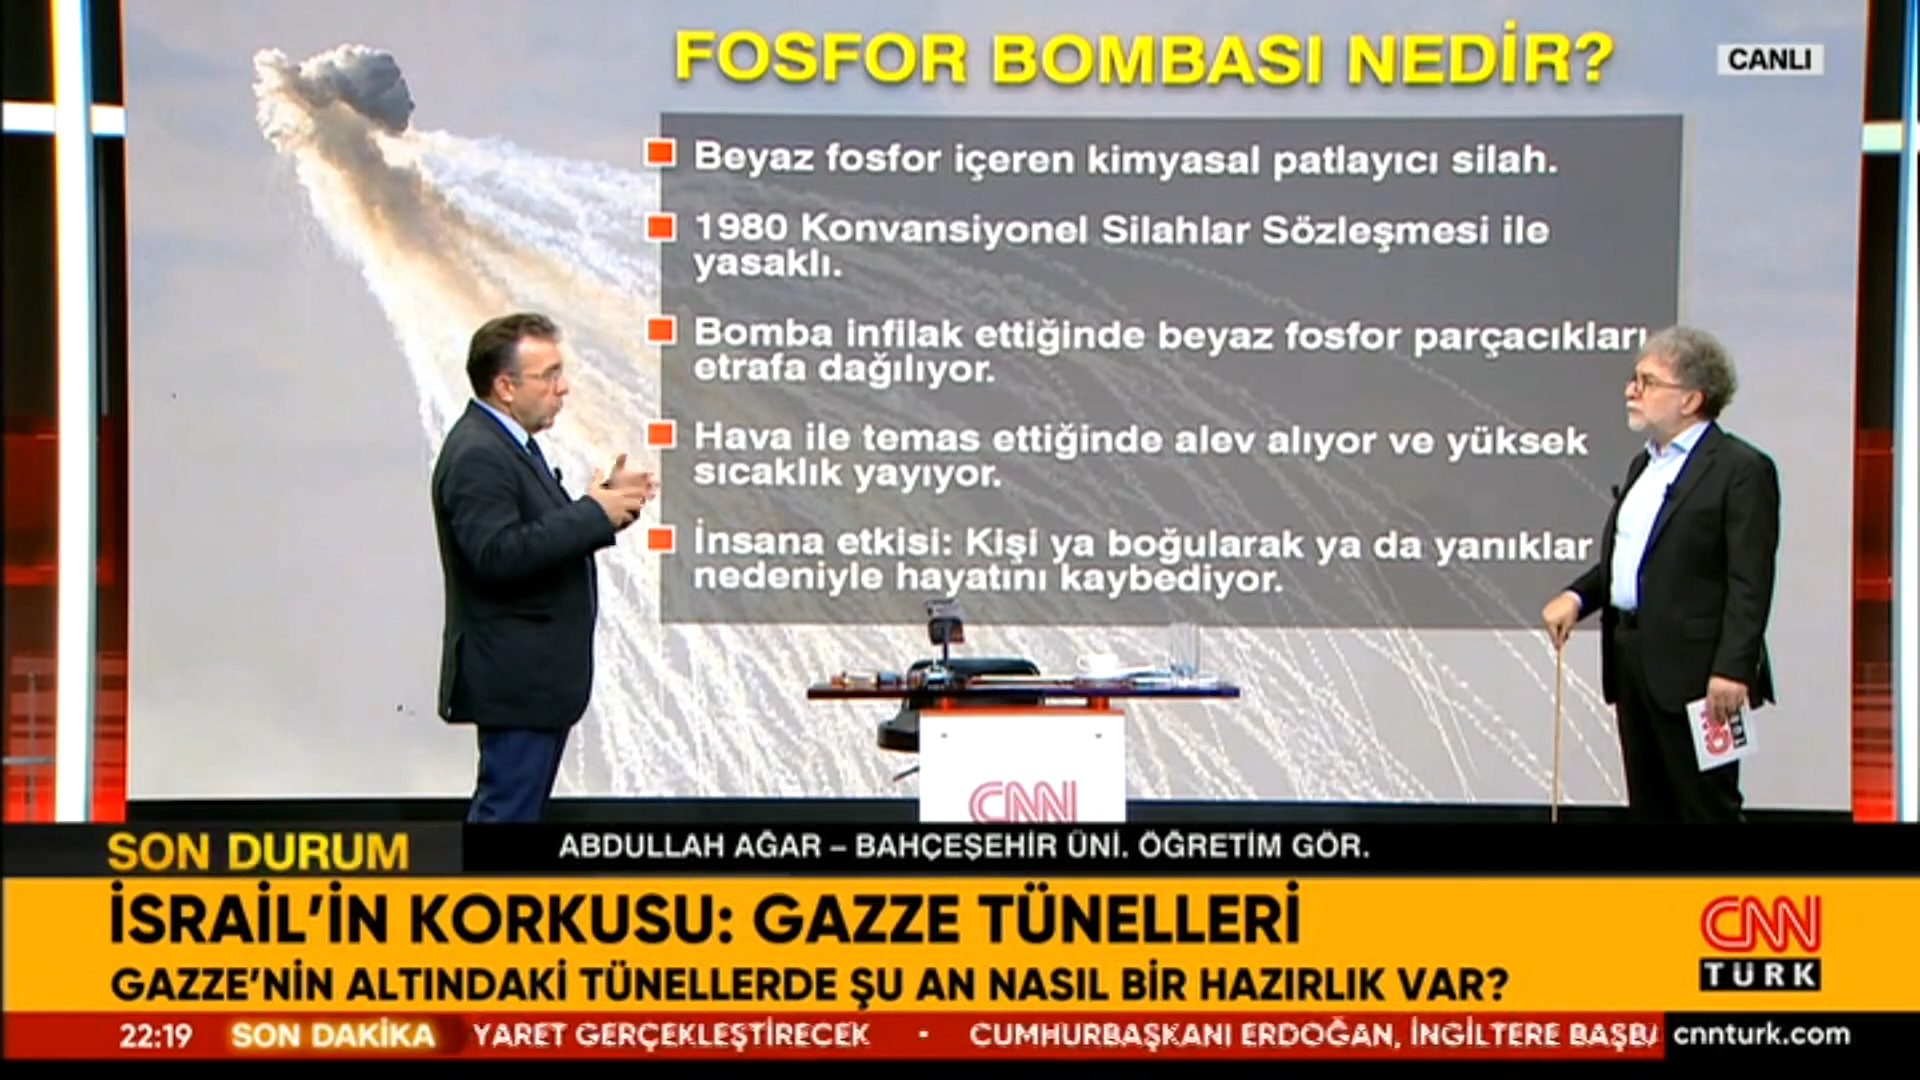 FOSFOR BOMBASI NEDİR?
CANLI
Beyaz fosfor içeren kimyasal patlayıcı silah.
1980 Konvansiyonel Silahlar Sözleşmesi ile
yasaklı.
Bomba infilak ettiğinde beyaz fosfor parçacıkları
etrafa dağılıyor.
Hava ile temas ettiğinde alev alıyor ve yüksek
sıcaklık yayıyor.
İnsana etkisi: Kişi ya boğularak ya da yanıklar
nedeniyle hayatını kaybediyor.
CNN
CNN
SON DURUM
ABDULLAH AĞAR – BAHÇEŞEHİR ÜNİ. ÖĞRETİM GÖR.
İSRAİL'İN KORKUSU: GAZZE TÜNELLERİ
GAZZE'NİN ALTINDAKİ TÜNELLERDE ŞU AN NASIL BİR HAZIRLIK VAR?
CNN
TÜRK
22:19 SON DAKİKA YARET GERÇEKLEŞTİRECEK - CUMHURBAŞKANI ERDOĞAN, İNGİLTERE BAŞB cnnturk.com